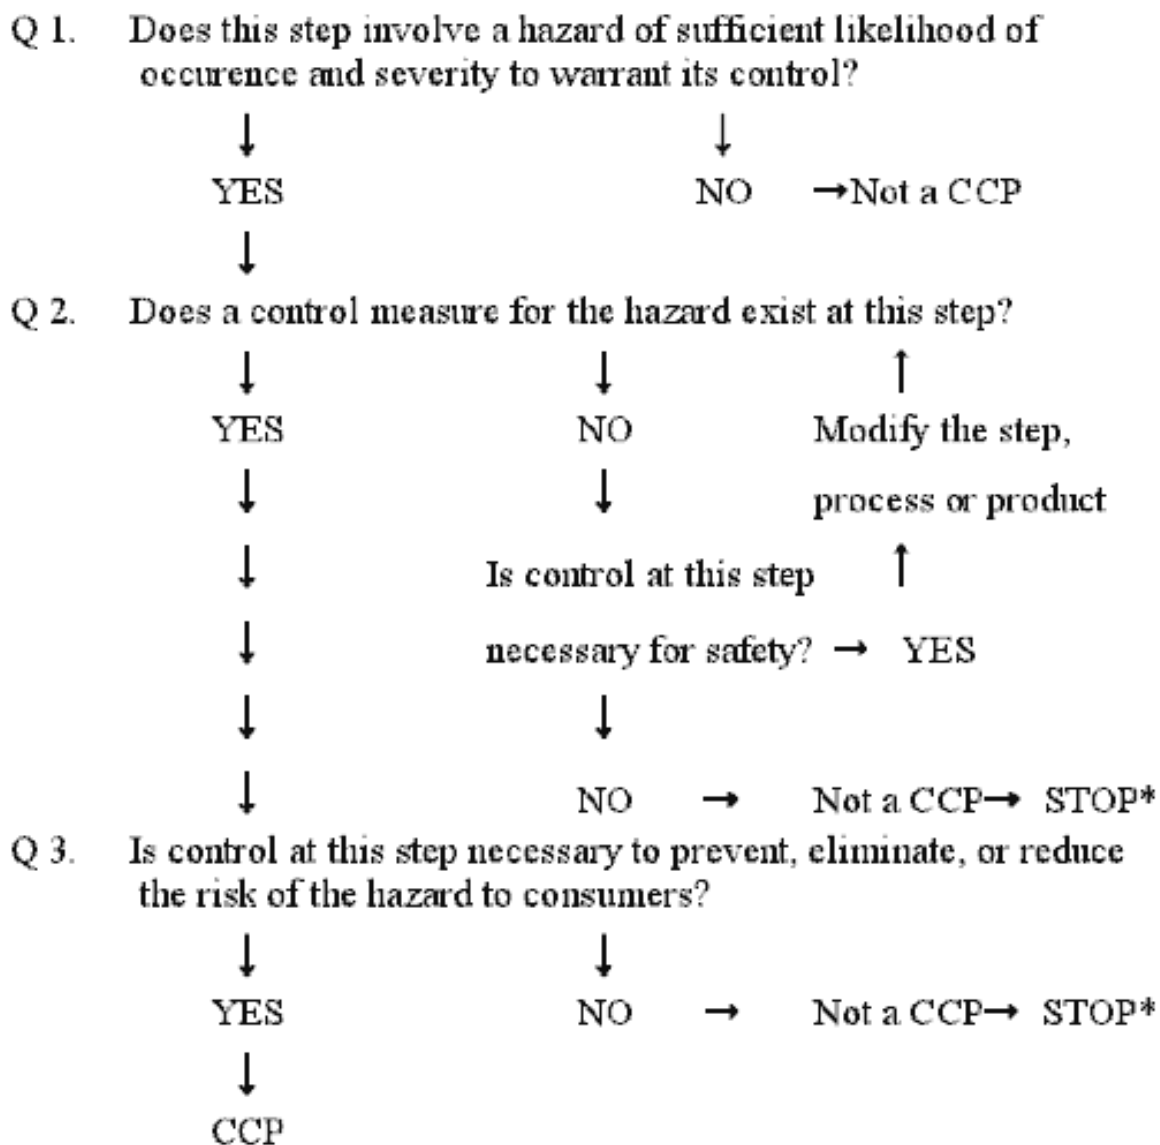 Q 1. Does this step involve a hazard of sufficient likelihood of
occurence and severity to warrant its control?
↓ ↓
YES NO →Not a CCP
↓
Q 2. Does a control measure for the hazard exist at this step?
↓ ↓ ↑
YES NO Modify the step,
↓ ↓ process or product
↓ Is control at this step ↑
↓ necessary for safety? → YES
↓ ↓
↓ NO → Not a CCP→ STOP*
Q 3. Is control at this step necessary to prevent, eliminate, or reduce
the risk of the hazard to consumers?
↓ ↓
YES NO → Not a CCP→ STOP*
↓
CCP